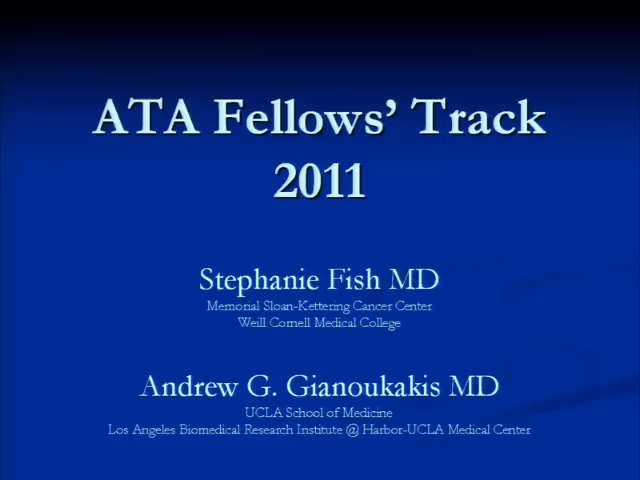 ATA Fellows’ Track
2011
Stephanie Fish MD
Memorial Sloan-Kettering Cancer Center
Weill Cornell Medical College
Andrew G. Gianoukakis MD
UCLA School of Medicine
Los Angeles Biomedical Research Institute @ Harbor-UCLA Medical Center